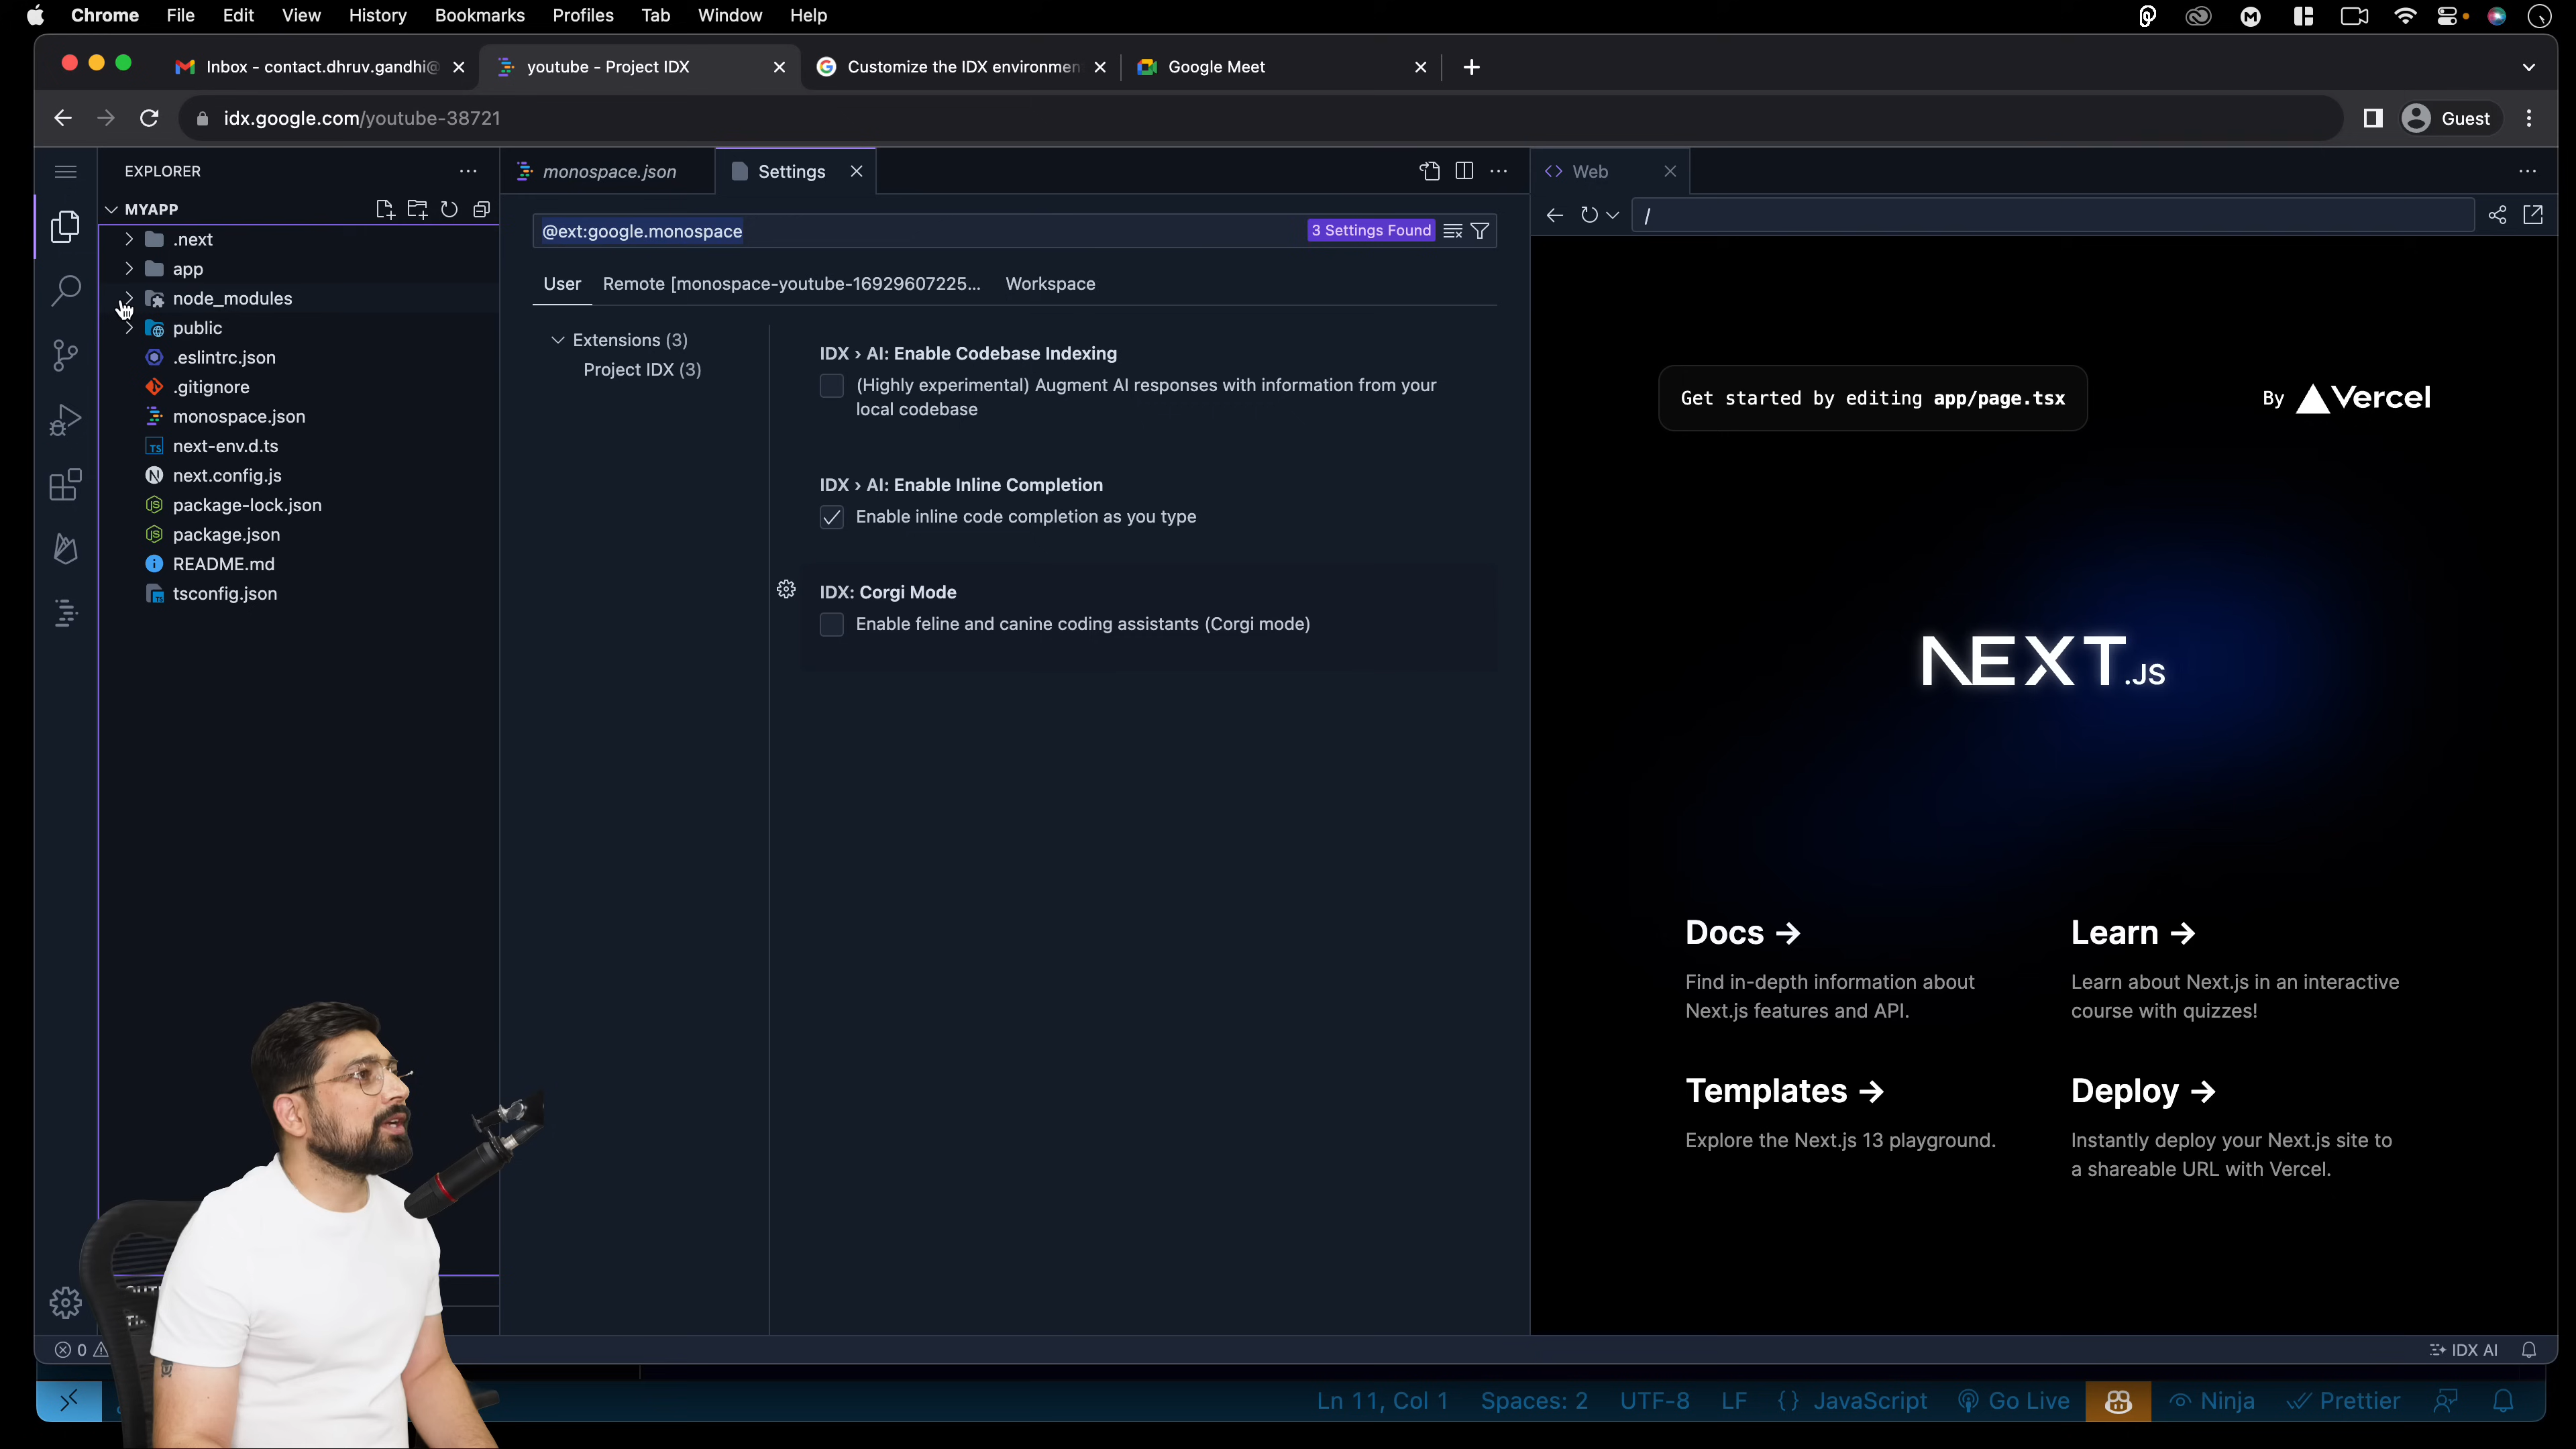 Chrome File Edit View History Bookmarks Profiles Tab Window Help
Inbox - contact.dhruv.gandhi@
youtube - Project IDX
Customize the IDX environmen
Google Meet
idx.google.com/youtube-38721
Guest
EXPLORER
MYAPP
.next
app
node_modules
public
.eslintrc.json
.gitignore
monospace.json
next-env.d.ts
next.config.js
package-lock.json
package.json
README.md
tsconfig.json
monospace.json
Settings
@ext:google.monospace
3 Settings Found
User
Remote [monospace-youtube-16929607225...
Workspace
Extensions (3)
Project IDX (3)
IDX › AI: Enable Codebase Indexing
(Highly experimental) Augment AI responses with information from your
local codebase
IDX › AI: Enable Inline Completion
Enable inline code completion as you type
IDX: Corgi Mode
Enable feline and canine coding assistants (Corgi mode)
Web
/
Get started by editing app/page.tsx
By Vercel
NEXT.JS
Docs →
Find in-depth information about
Next.js features and API.
Learn →
Learn about Next.js in an interactive
course with quizzes!
Templates →
Explore the Next.js 13 playground.
Deploy →
Instantly deploy your Next.js site to
a shareable URL with Vercel.
0
IDX AI
Ln 11, Col 1
Spaces: 2
UTF-8
LF
{} JavaScript
Go Live
Ninja
Prettier